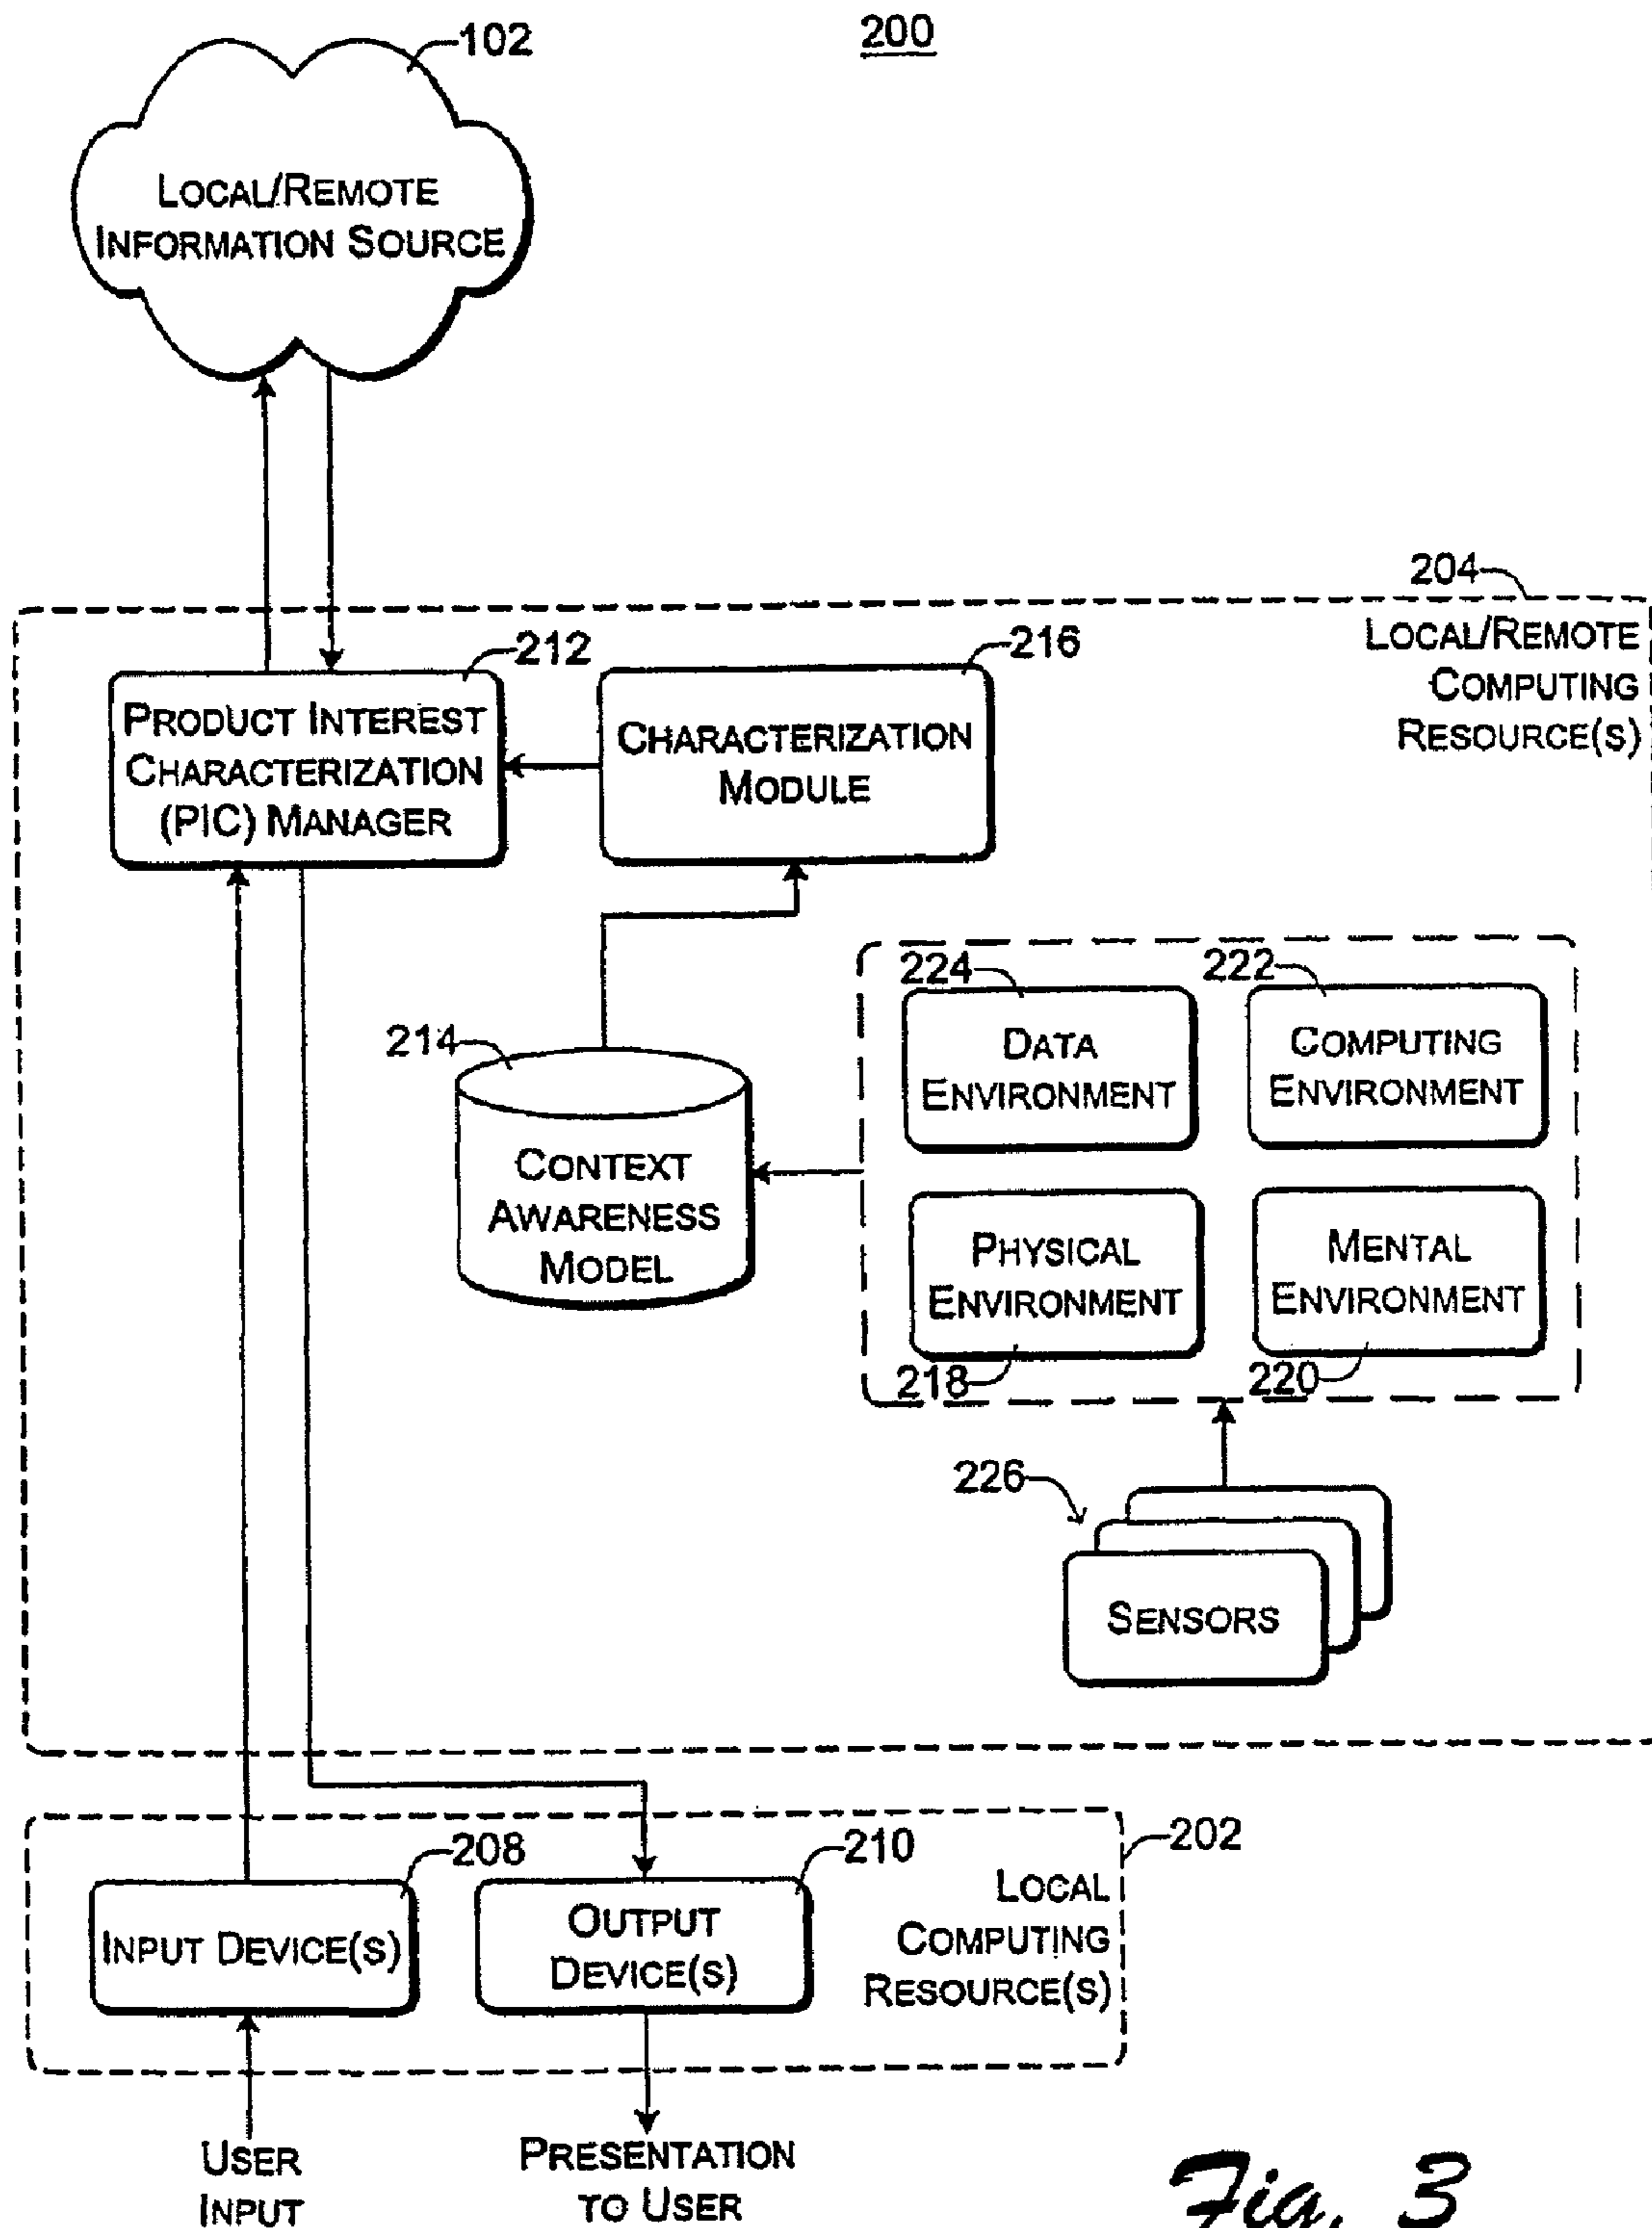 200
102
LOCAL/REMOTE
INFORMATION SOURCE
204
LOCAL/REMOTE
COMPUTING
RESOURCE(S)
212
PRODUCT INTEREST
CHARACTERIZATION
(PIC) MANAGER
216
CHARACTERIZATION
MODULE
214
CONTEXT
AWARENESS
MODEL
224
DATA
ENVIRONMENT
222
COMPUTING
ENVIRONMENT
PHYSICAL
ENVIRONMENT
218
MENTAL
ENVIRONMENT
220
226
SENSORS
202
LOCAL
COMPUTING
RESOURCE(S)
208
INPUT DEVICE(S)
210
OUTPUT
DEVICE(S)
USER
INPUT
PRESENTATION
TO USER
Fig. 3